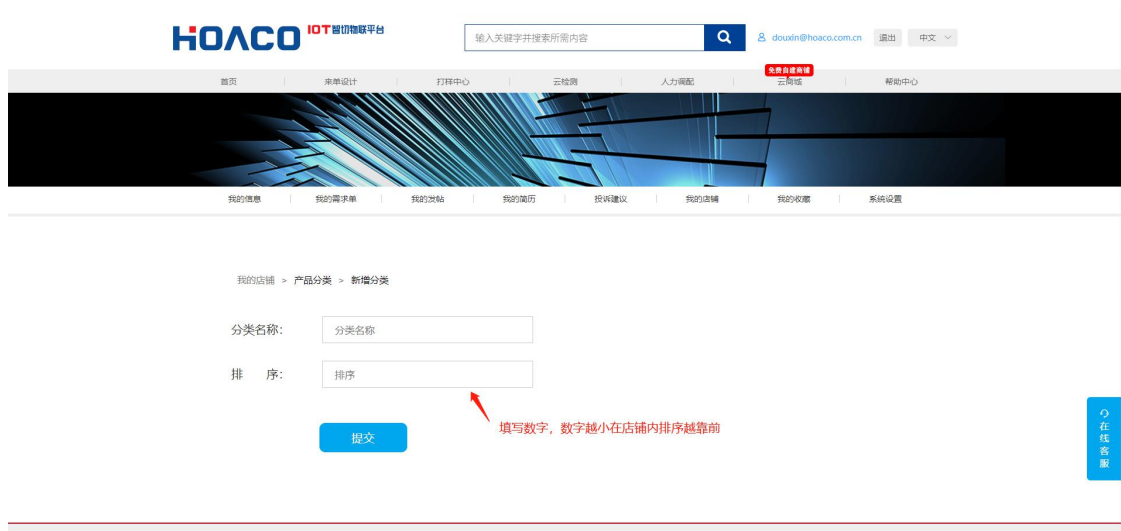 HOACO IOT智切物联平台
输入关键字并搜索所需内容
douxin@hoaco.com.cn 退出 中文
免费自建商铺
首页 来单设计 打样中心 云检测 人力调配 云商城 帮助中心
我的信息 我的需求单 我的发帖 我的简历 投诉建议 我的店铺 我的收藏 系统设置
我的店铺 > 产品分类 > 新增分类
分类名称: 分类名称
排 序: 排序
填写数字，数字越小在店铺内排序越靠前
提交
在线客服